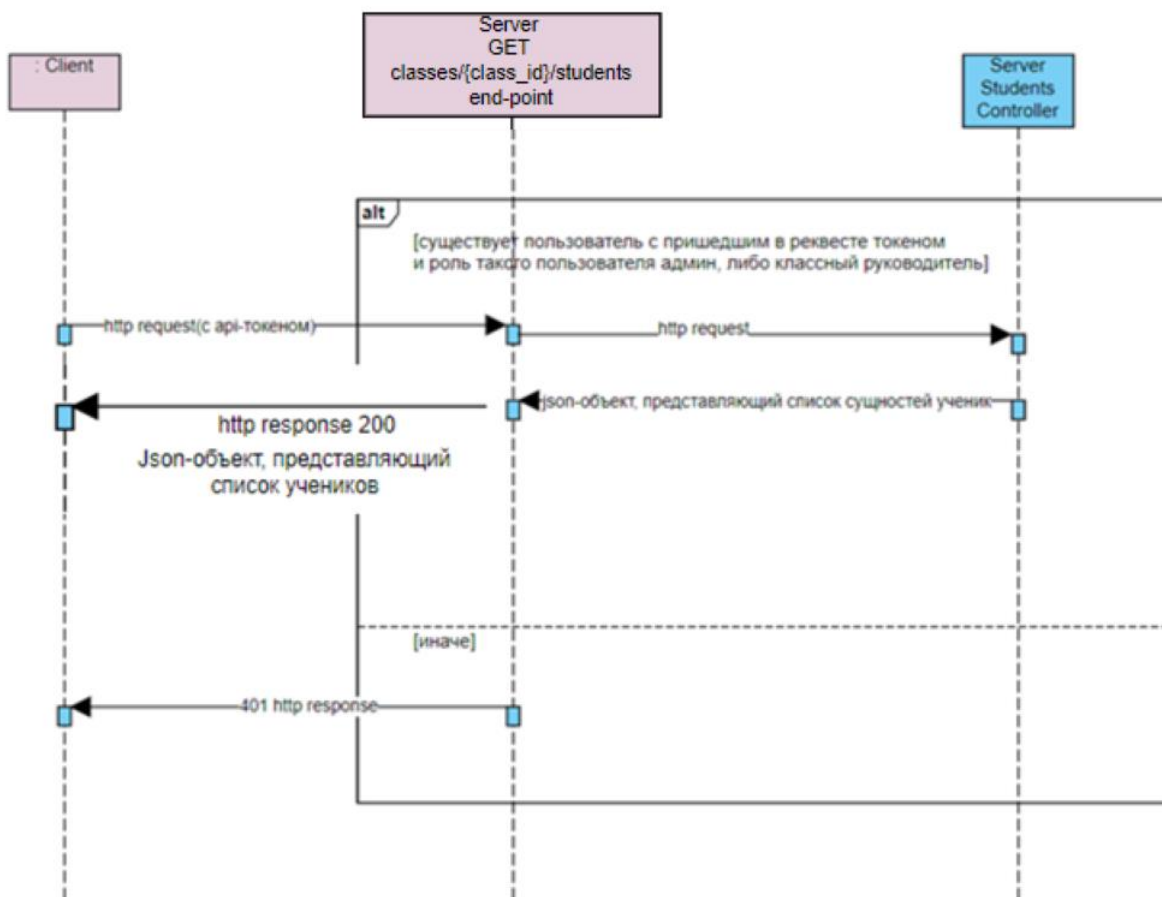 : Client
Server
GET
classes/{class_id}/students
end-point
Server
Students
Controller
alt
[существует пользователь с пришедшим в реквесте токеном
и роль такого пользователя админ, либо классный руководитель]
http request(с api-токеном)
http request
json-объект, представляющий список сущностей ученик
http response 200
Json-объект, представляющий
список учеников
[иначе]
401 http response